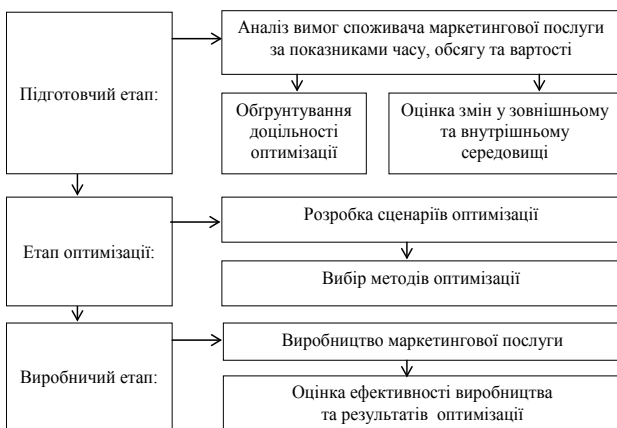 Підготовчий етап:
Аналіз вимог споживача маркетингової послуги
за показниками часу, обсягу та вартості
Обґрунтування
доцільності
оптимізації
Оцінка змін у зовнішньому
та внутрішньому
середовищі
Етап оптимізації:
Розробка сценаріїв оптимізації
Вибір методів оптимізації
Виробничий етап:
Виробництво маркетингової послуги
Оцінка ефективності виробництва
та результатів оптимізації